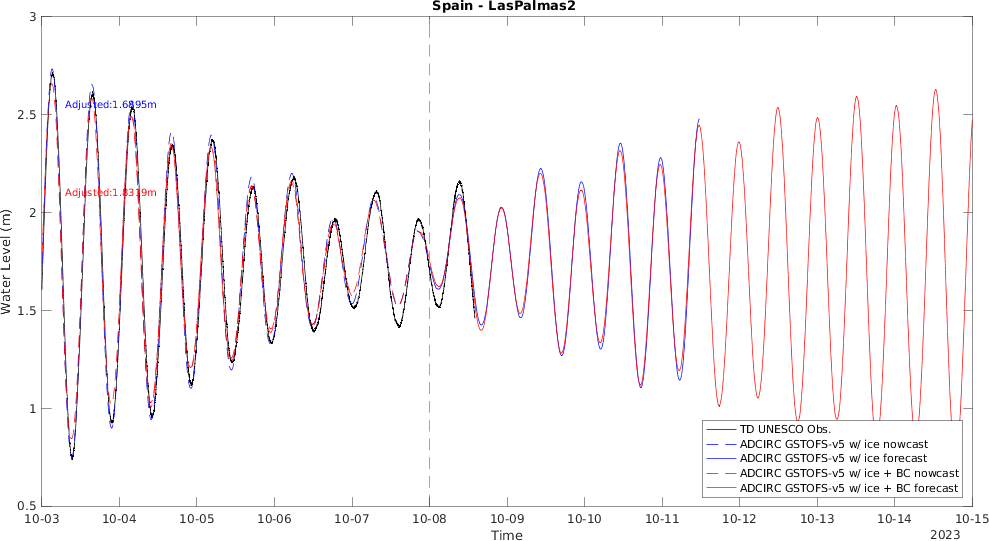 Spain - LasPalmas2
3
2.5
2
1.5
1
0.5
Water Level (m)
Adjusted:1.6895m
Adjusted:1.8319m
TD UNESCO Obs.
ADCIRC GSTOFS-v5 w/ ice nowcast
ADCIRC GSTOFS-v5 w/ ice forecast
ADCIRC GSTOFS-v5 w/ ice + BC nowcast
ADCIRC GSTOFS-v5 w/ ice + BC forecast
10-03 10-04 10-05 10-06 10-07 10-08 10-09 10-10 10-11 10-12 10-13 10-14 10-15
Time
2023